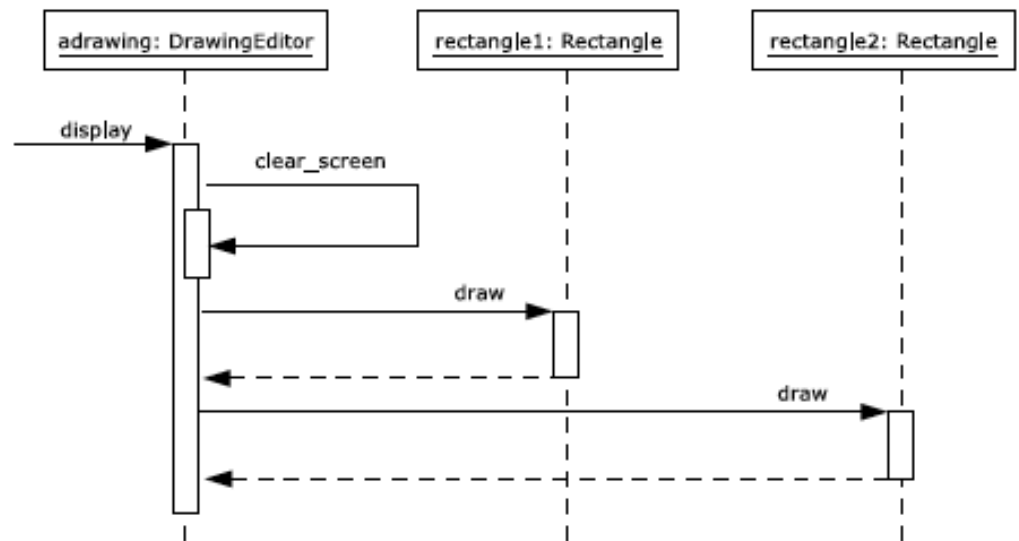 adrawing: DrawingEditor
rectangle1: Rectangle
rectangle2: Rectangle
display
clear_screen
draw
draw